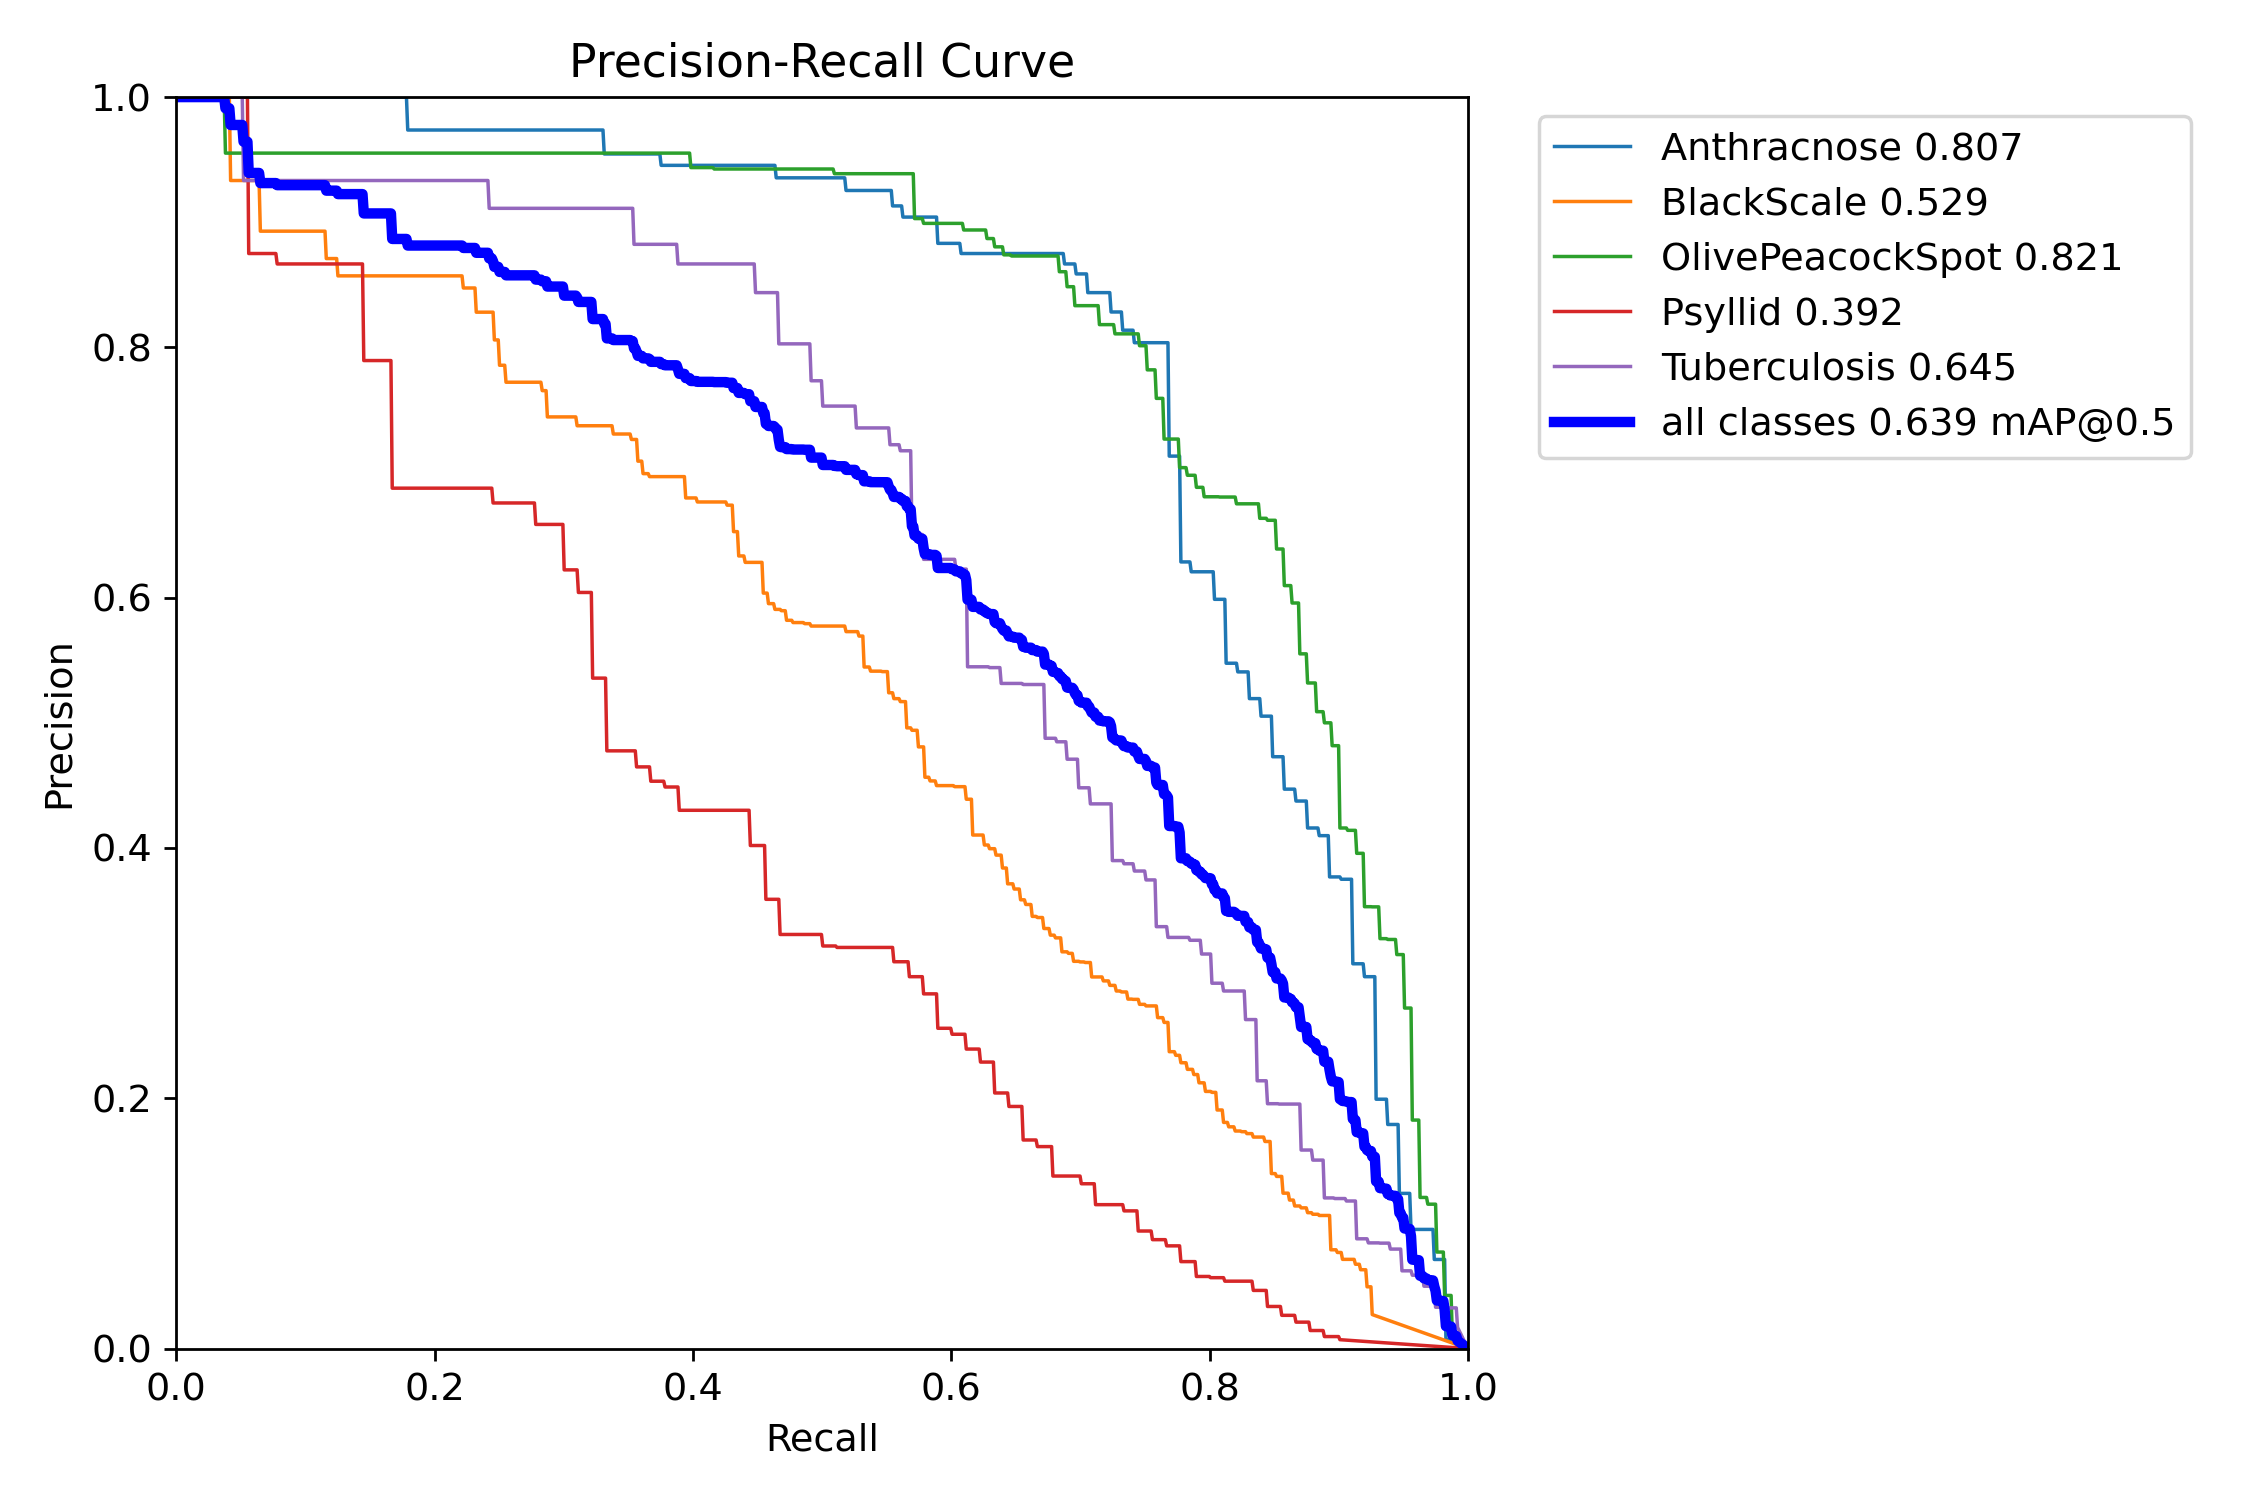 Precision-Recall Curve
1.0
0.8
0.6
0.4
0.2
0.0
Precision
0.0 0.2 0.4 0.6 0.8 1.0
Recall
Anthracnose 0.807
BlackScale 0.529
OlivePeacockSpot 0.821
Psyllid 0.392
Tuberculosis 0.645
all classes 0.639 mAP@0.5